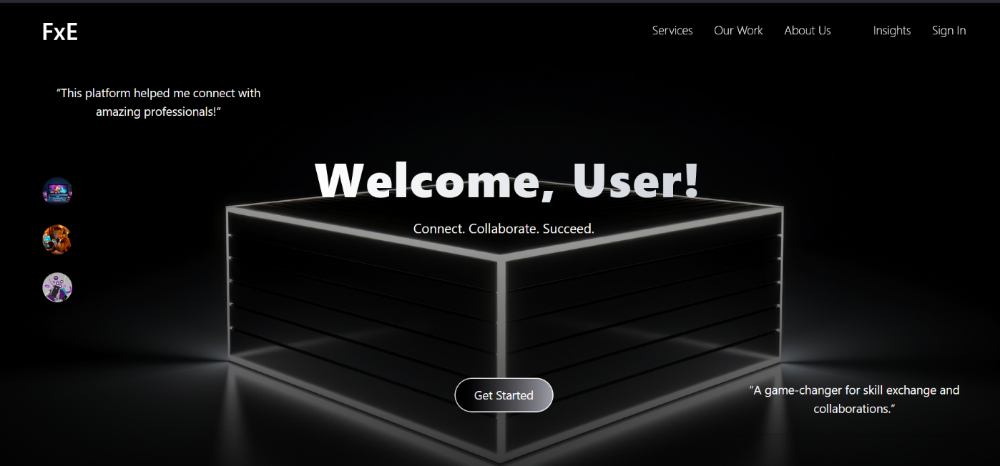 FxE
Services Our Work About Us Insights Sign In
“This platform helped me connect with
amazing professionals!”
Welcome, User!
Connect. Collaborate. Succeed.
Get Started
“A game-changer for skill exchange and
collaborations.”